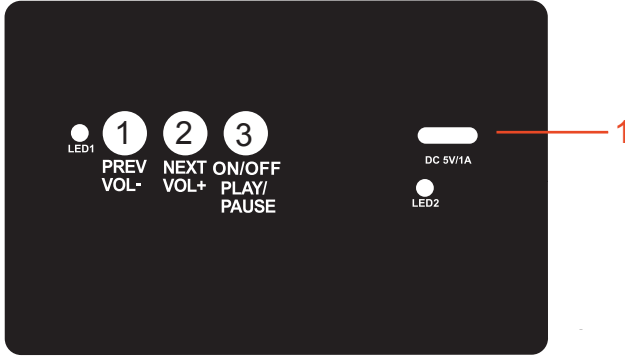 LED1
1
2
3
PREV
VOL-
NEXT
VOL+
ON/OFF
PLAY/
PAUSE
DC 5V/1A
LED2
1